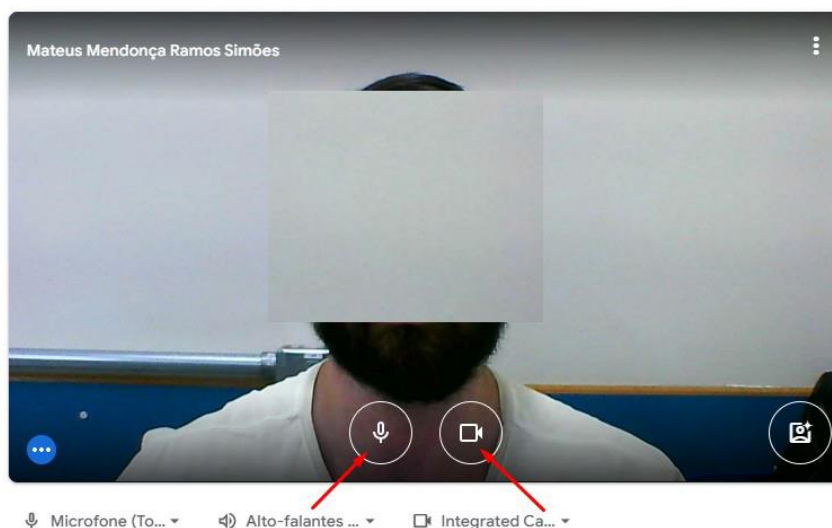 Mateus Mendonça Ramos Simões
Microfone (To... Alto-falantes ... Integrated Ca...